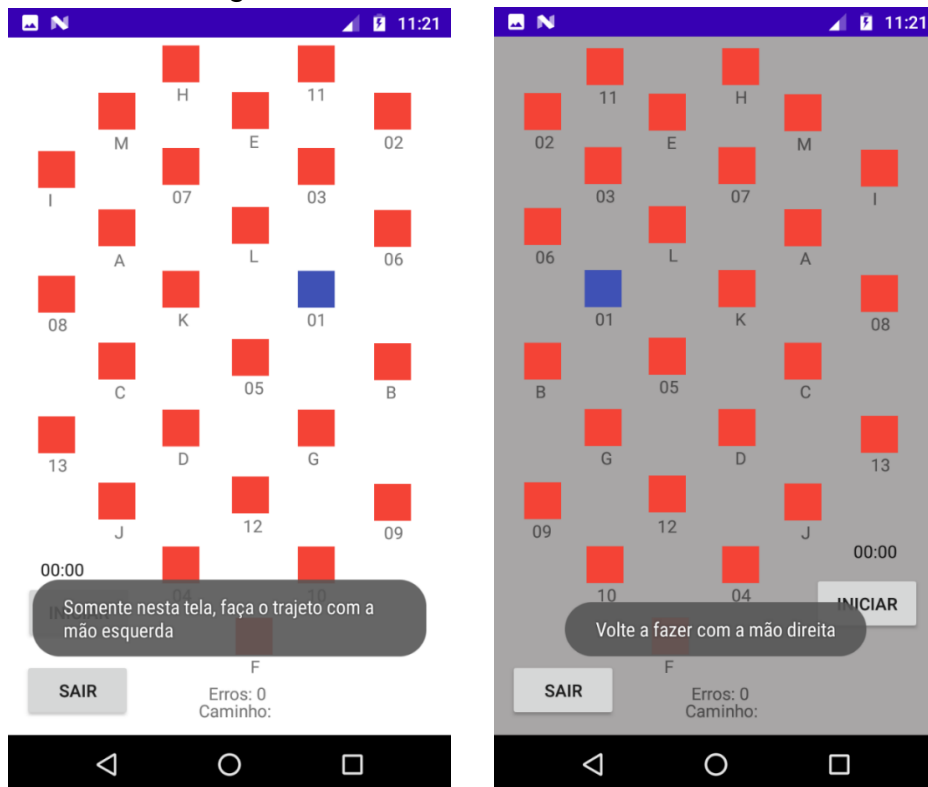 11:21
H 11
M E 02
I 07 03
A L 06
08 K 01
C 05 B
13 D G
J 12 09
00:00
04 10
Somente nesta tela, faça o trajeto com a
mão esquerda
F
SAIR
Erros: 0
Caminho:
11:21
11 H
02 E M
03 07 I
06 L A
01 K 08
B 05 C
G D 13
09 12 J
00:00
10 04
INICIAR
Volte a fazer com a mão direita
F
SAIR
Erros: 0
Caminho: